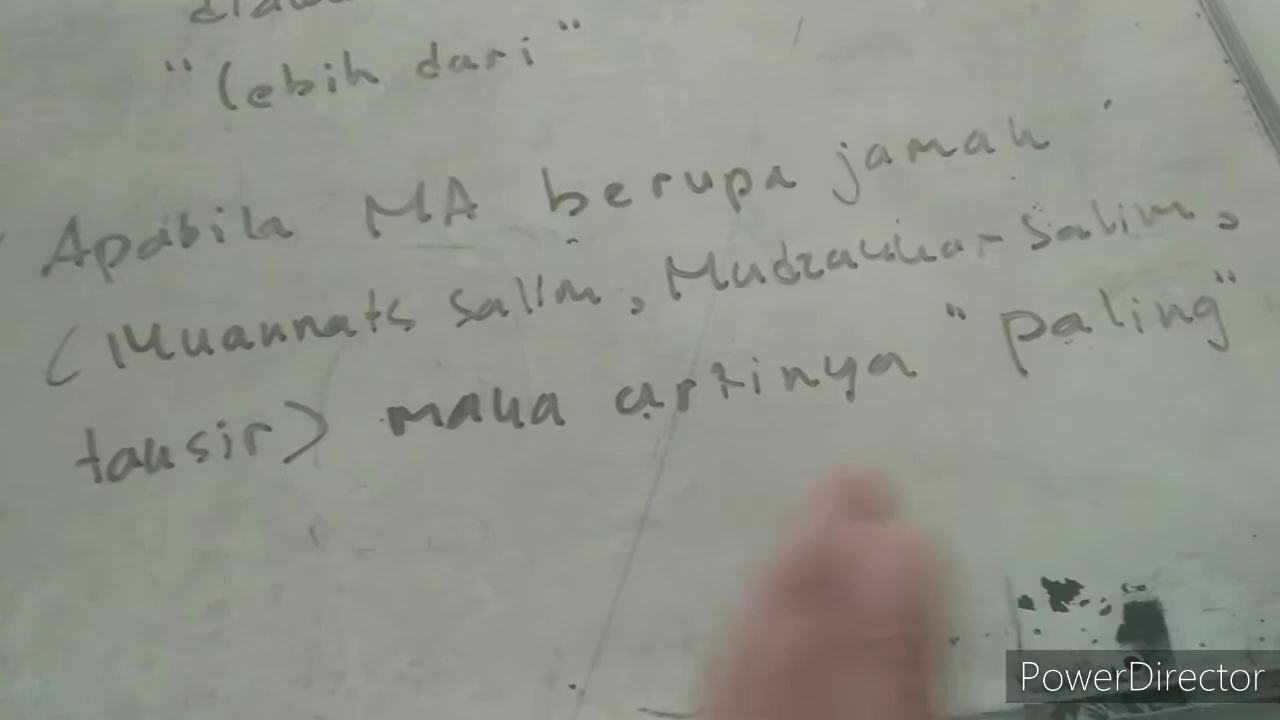 "lebih dari"
Apabila MA berupa jamak
(Muannats salim, Mudzakkar salim,
taksir) maka artinya "paling"
PowerDirector